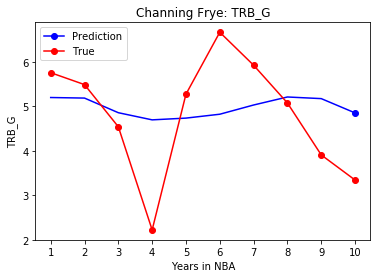 Channing Frye: TRB_G
Prediction
True
TRB_G
6
5
4
3
2
1 2 3 4 5 6 7 8 9 10
Years in NBA